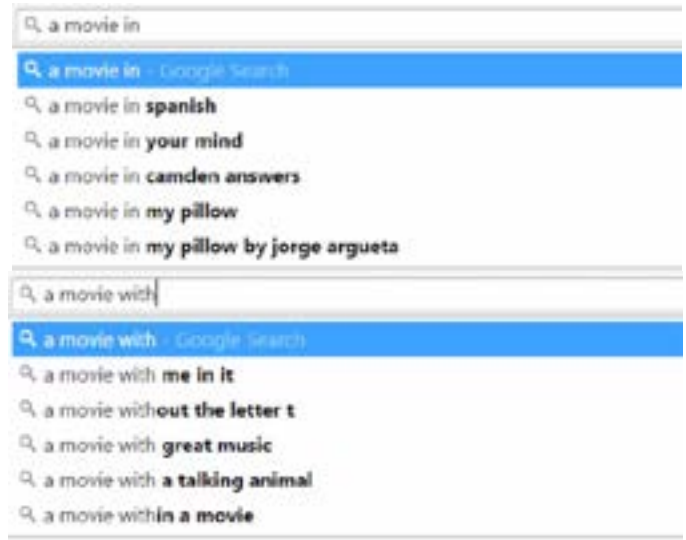 a movie in
a movie in - Google Search
a movie in spanish
a movie in your mind
a movie in camden answers
a movie in my pillow
a movie in my pillow by jorge argueta
a movie with
a movie with - Google Search
a movie with me in it
a movie without the letter t
a movie with great music
a movie with a talking animal
a movie within a movie